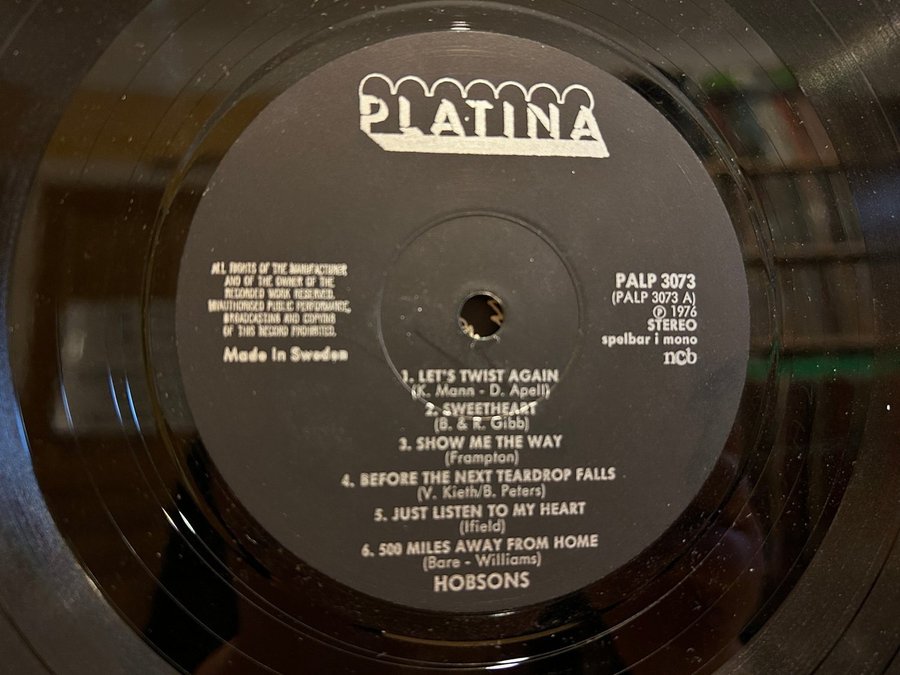 PLATINA
ALL RIGHTS OF THE MANUFACTURER
AND OF THE OWNER OF THE
RECORDED WORK RESERVED.
UNAUTHORISED PUBLIC PERFORMANCE,
BROADCASTING AND COPYING
OF THIS RECORD PROHIBITED.
Made In Sweden
PALP 3073
(PALP 3073 A)
Ⓟ 1976
STEREO
spelbar i mono
ncb
1. LET'S TWIST AGAIN
(K. Mann - D. Apell)
2. SWEETHEART
(B. & R. Gibb)
3. SHOW ME THE WAY
(Frampton)
4. BEFORE THE NEXT TEARDROP FALLS
(V. Kieth/B. Peters)
5. JUST LISTEN TO MY HEART
(Ifield)
6. 500 MILES AWAY FROM HOME
(Bare - Williams)
HOBSONS